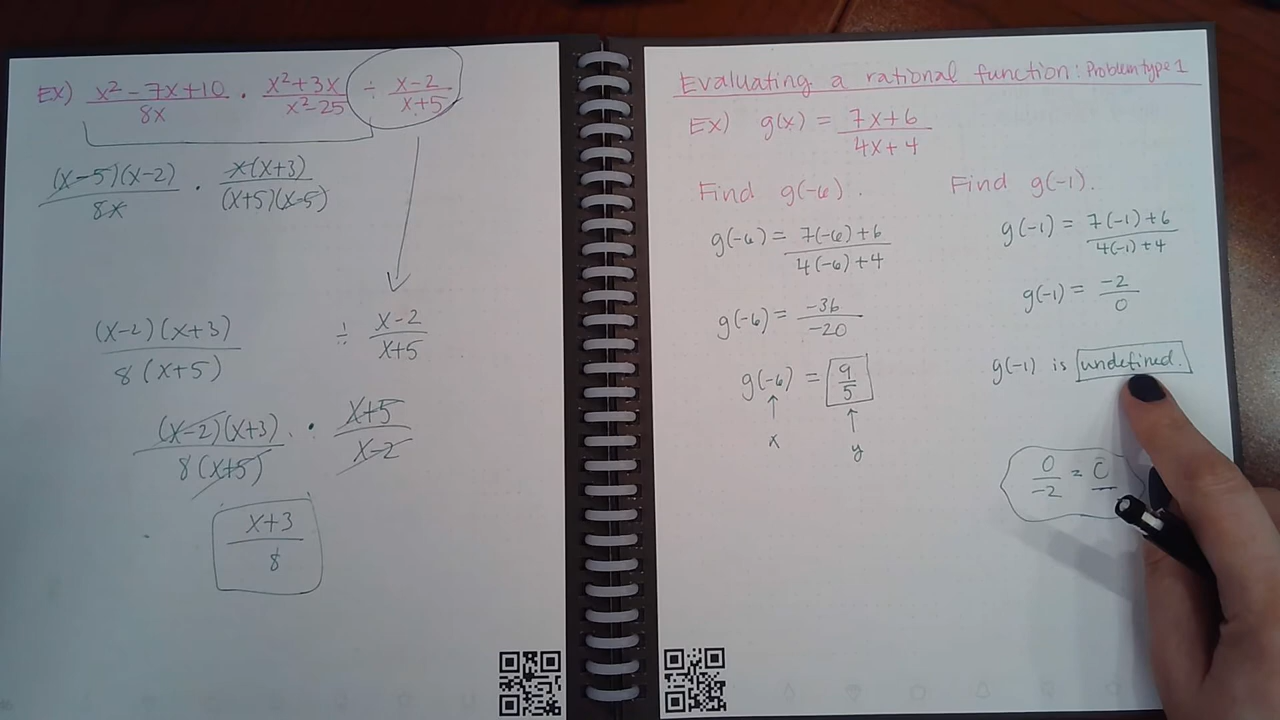 EX) x² - 7x + 10 / 8x · x² + 3x / x² - 25 ÷ x - 2 / x + 5
(x - 5)(x - 2) / 8x · x(x + 3) / (x + 5)(x - 5)
(x - 2)(x + 3) / 8(x + 5) ÷ x - 2 / x + 5
(x - 2)(x + 3) / 8(x + 5) · x + 5 / x - 2
x + 3 / 8
Evaluating a rational function: Problem type 1
EX) g(x) = 7x + 6 / 4x + 4
Find g(-6).
g(-6) = 7(-6) + 6 / 4(-6) + 4
g(-6) = -36 / -20
g(-6) = 9 / 5
x y
Find g(-1).
g(-1) = 7(-1) + 6 / 4(-1) + 4
g(-1) = -2 / 0
g(-1) is undefined.
0 / -2 =